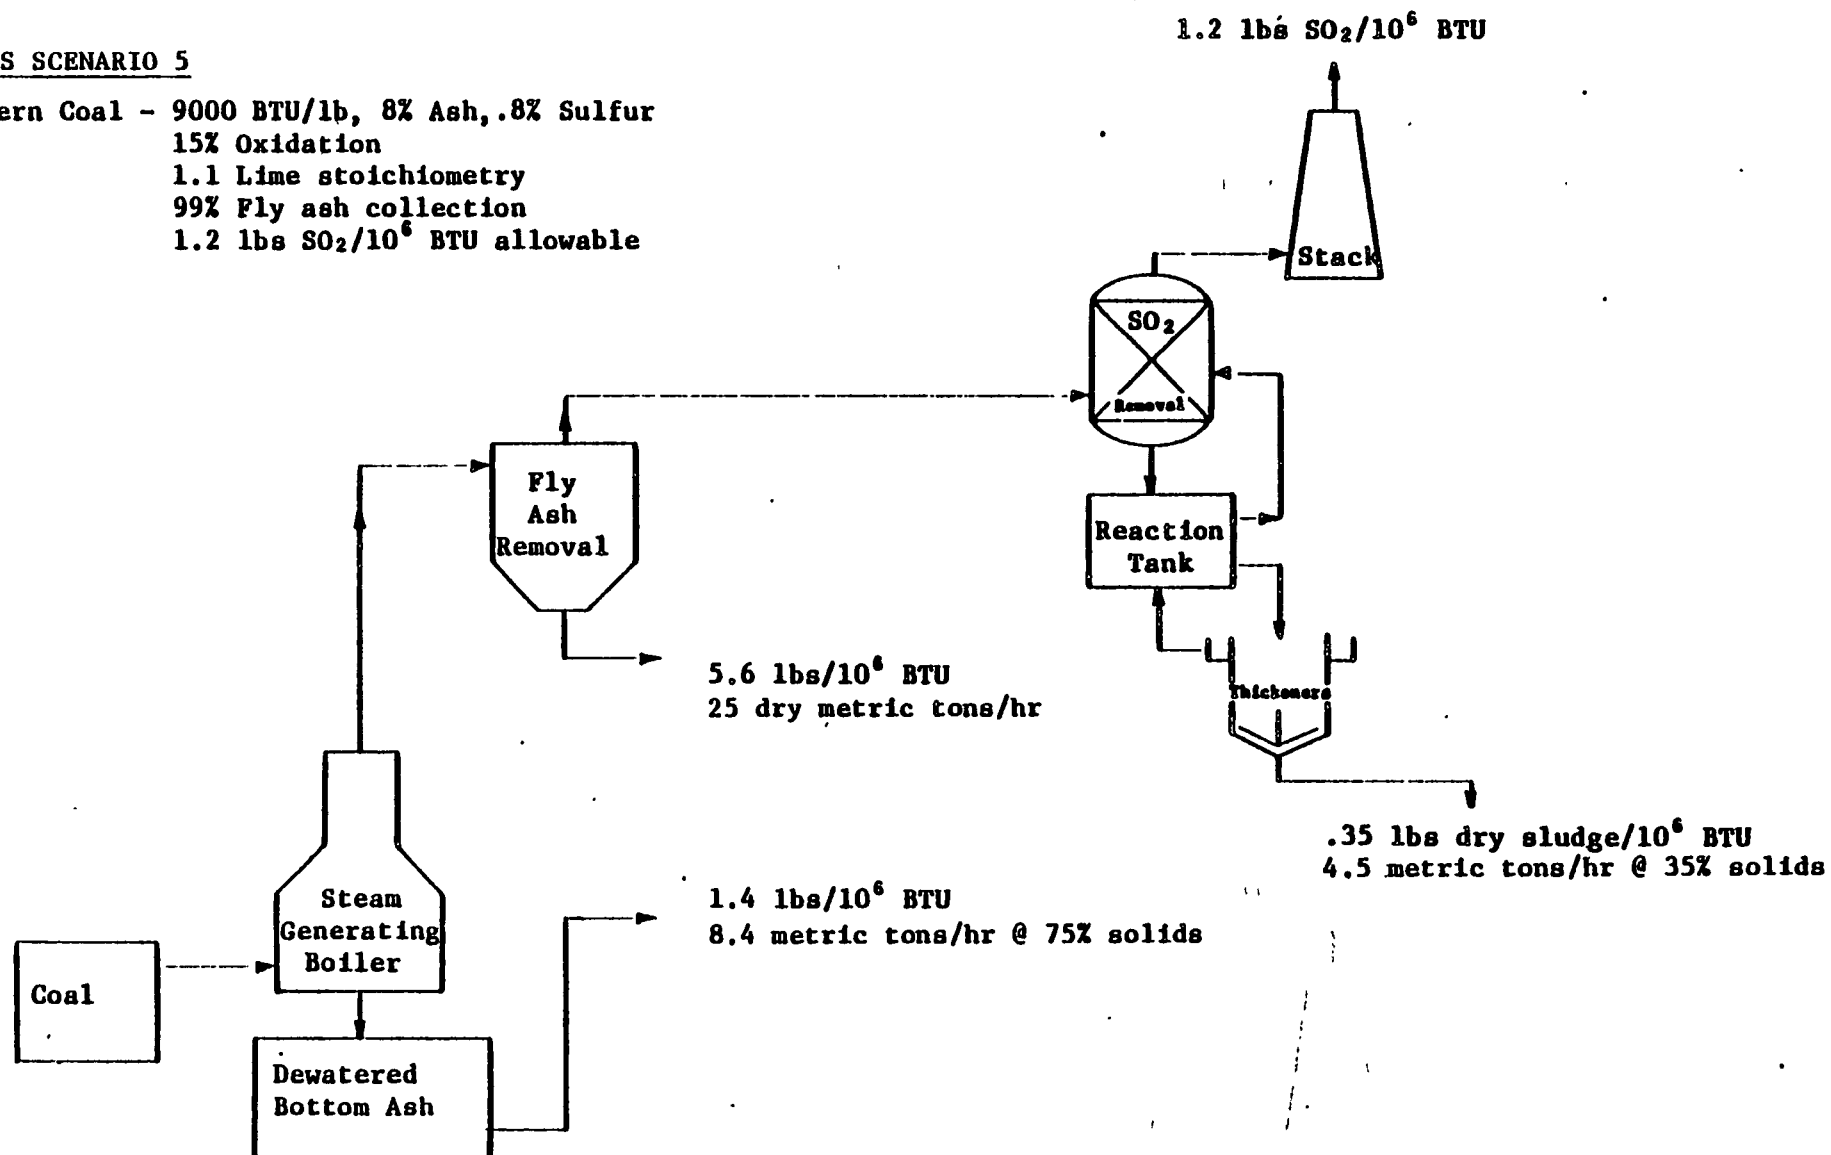 1.2 lbs SO₂/10⁶ BTU
S SCENARIO 5
ern Coal - 9000 BTU/lb, 8% Ash, .8% Sulfur
15% Oxidation
1.1 Lime stoichiometry
99% Fly ash collection
1.2 lbs SO₂/10⁶ BTU allowable
Stack
SO₂
Removal
Fly
Ash
Removal
Reaction
Tank
5.6 lbs/10⁶ BTU
25 dry metric tons/hr
Thickeners
.35 lbs dry sludge/10⁶ BTU
4.5 metric tons/hr @ 35% solids
1.4 lbs/10⁶ BTU
8.4 metric tons/hr @ 75% solids
Steam
Generating
Boiler
Coal
Dewatered
Bottom Ash